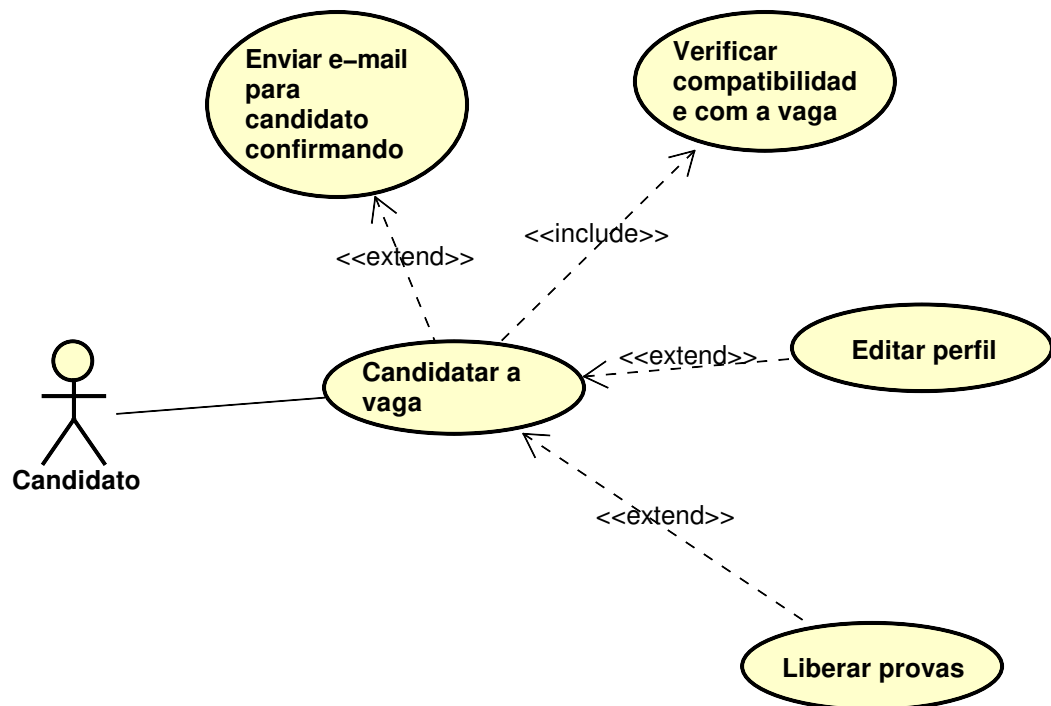 Enviar e−mail
para
candidato
confirmando
Verificar
compatibilidad
e com a vaga
<<extend>>
<<include>>
<<extend>>
Editar perfil
Candidatar a
vaga
Candidato
<<extend>>
Liberar provas